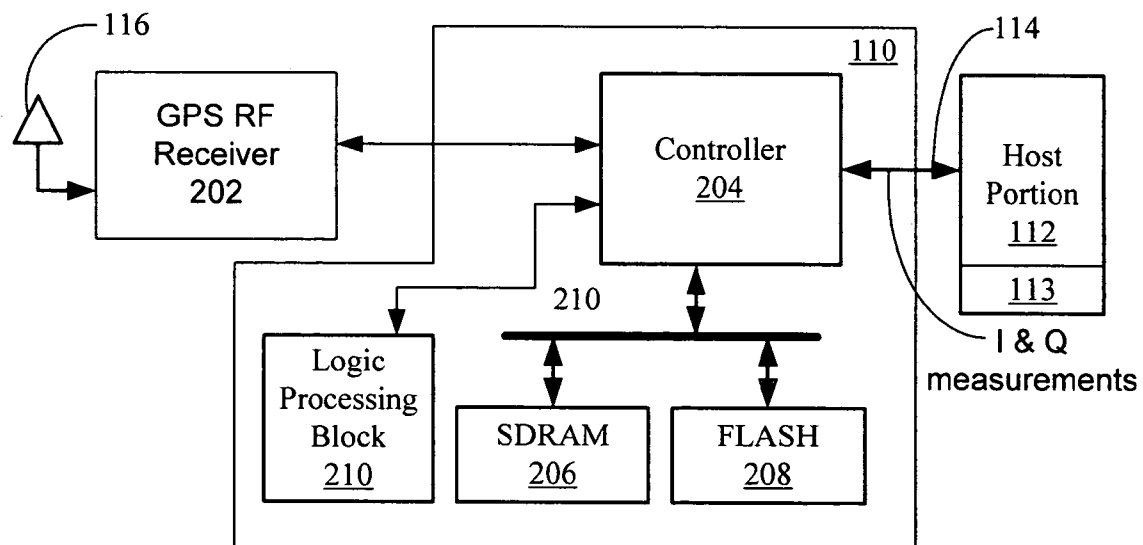 116
GPS RF
Receiver
202
110
Controller
204
114
Host
Portion
112
113
I & Q
measurements
210
Logic
Processing
Block
210
SDRAM
206
FLASH
208